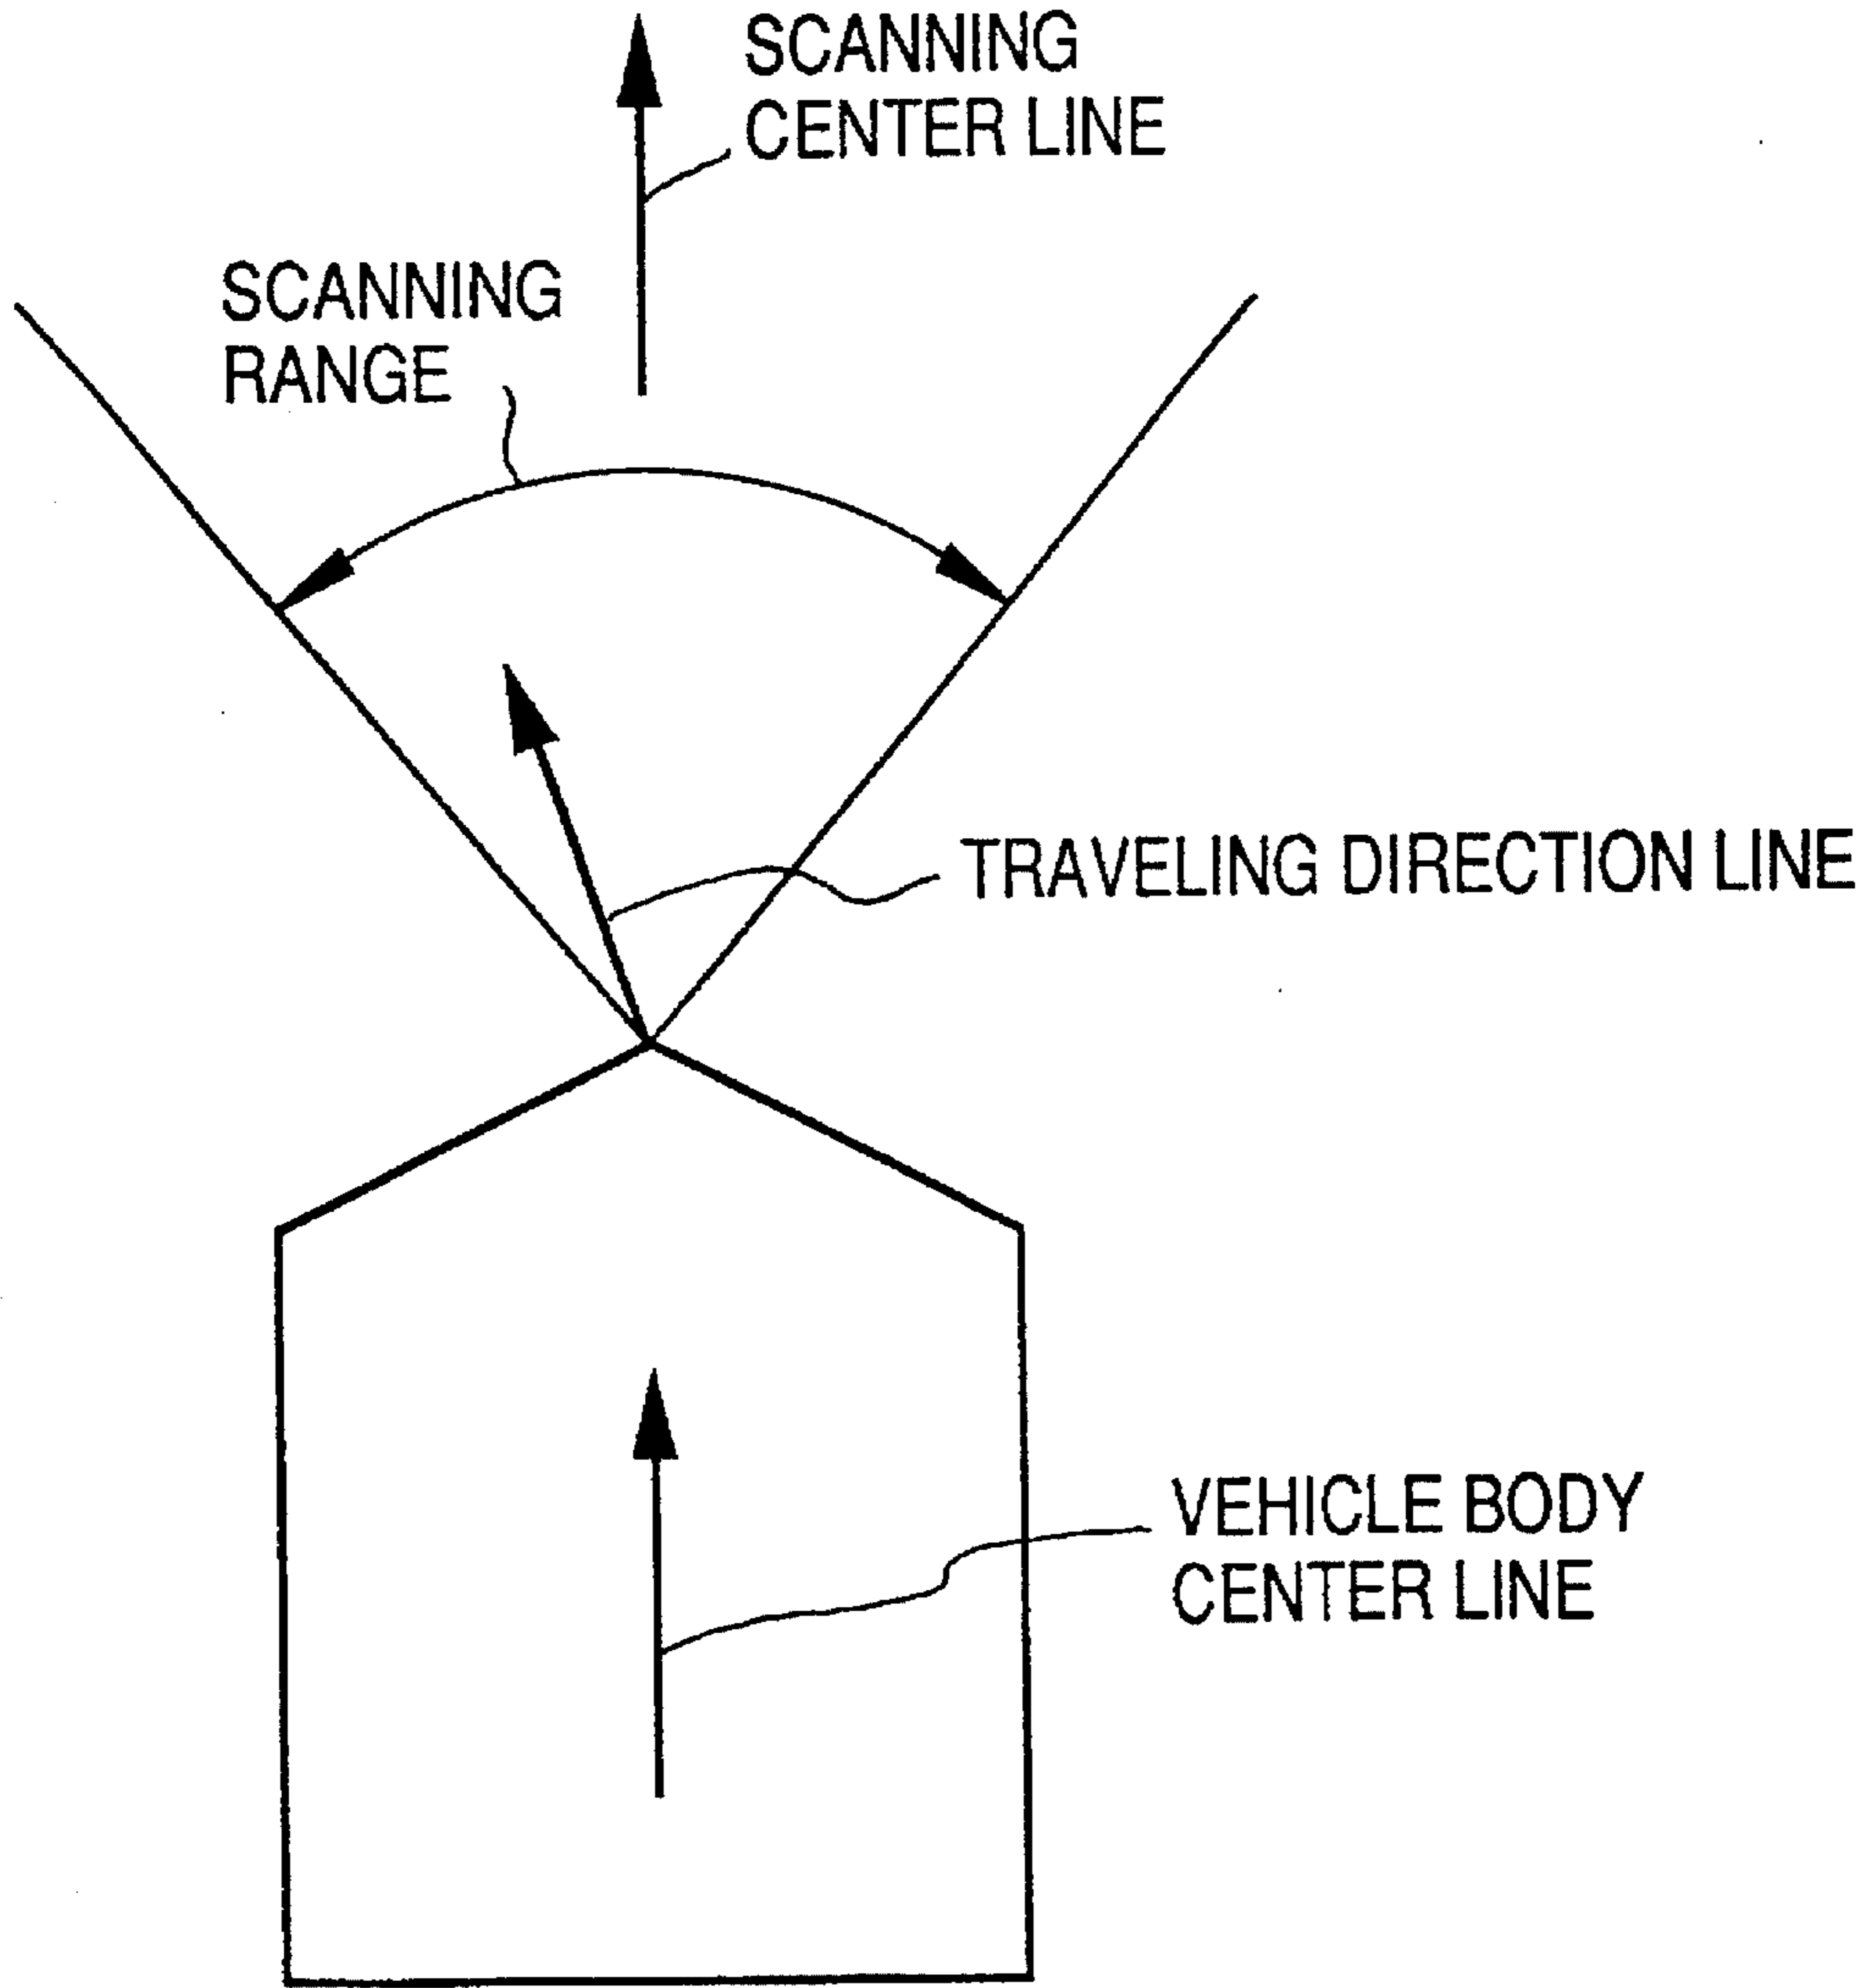 SCANNING
CENTER LINE
SCANNING
RANGE
TRAVELING DIRECTION LINE
VEHICLE BODY
CENTER LINE